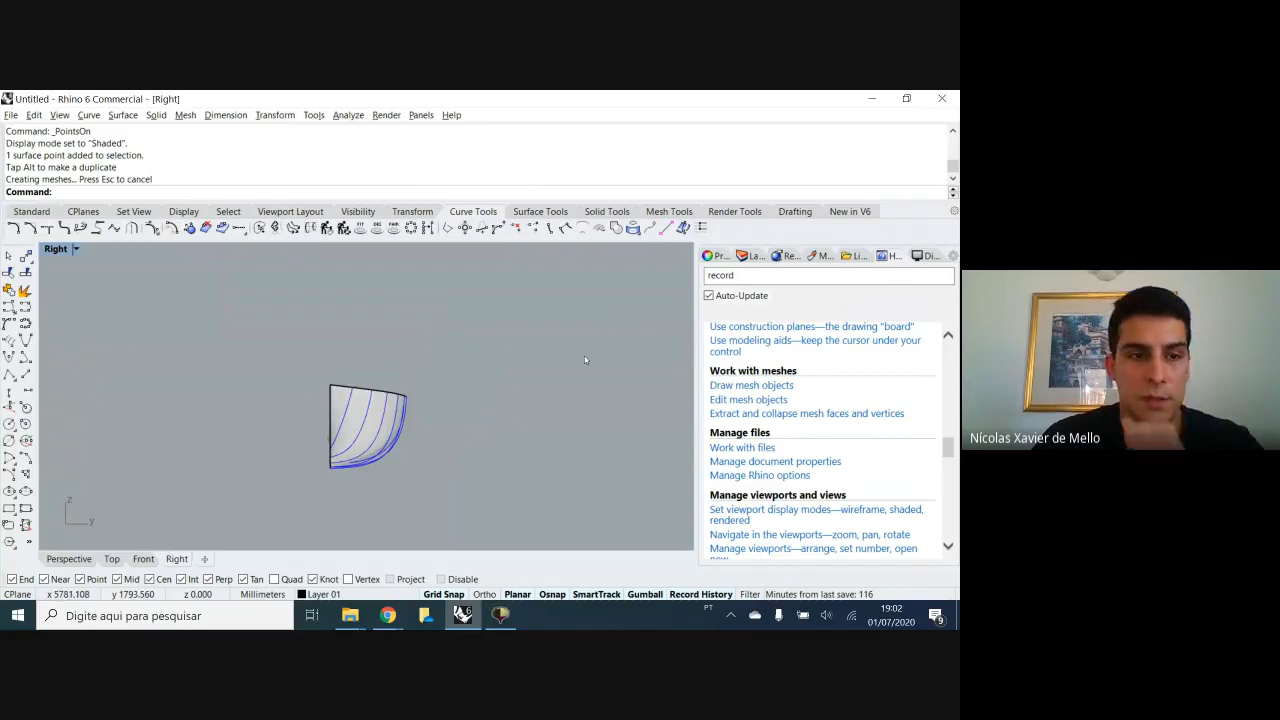 Untitled - Rhino 6 Commercial - [Right]
File Edit View Curve Surface Solid Mesh Dimension Transform Tools Analyze Render Panels Help
Command: _PointsOn
Display mode set to "Shaded".
1 surface point added to selection.
Tap Alt to make a duplicate
Creating meshes... Press Esc to cancel
Command:
Standard CPlanes Set View Display Select Viewport Layout Visibility Transform Curve Tools Surface Tools Solid Tools Mesh Tools Render Tools Drafting New in V6
Right
Pr... La... Re... M... Li... H... Di...
record
Auto-Update
Use construction planes—the drawing "board"
Use modeling aids—keep the cursor under your
control
Work with meshes
Draw mesh objects
Edit mesh objects
Extract and collapse mesh faces and vertices
Manage files
Work with files
Manage document properties
Manage Rhino options
Manage viewports and views
Set viewport display modes—wireframe, shaded,
rendered
Navigate in the viewports—zoom, pan, rotate
Manage viewports—arrange, set number, open
z
y
Perspective Top Front Right
End Near Point Mid Cen Int Perp Tan Quad Knot Vertex Project Disable
CPlane x 5781.108 y 1793.560 z 0.000 Millimeters Layer 01 Grid Snap Ortho Planar Osnap SmartTrack Gumball Record History Filter Minutes from last save: 116
Digite aqui para pesquisar
PT
19:02
01/07/2020
9
Nícolas Xavier de Mello